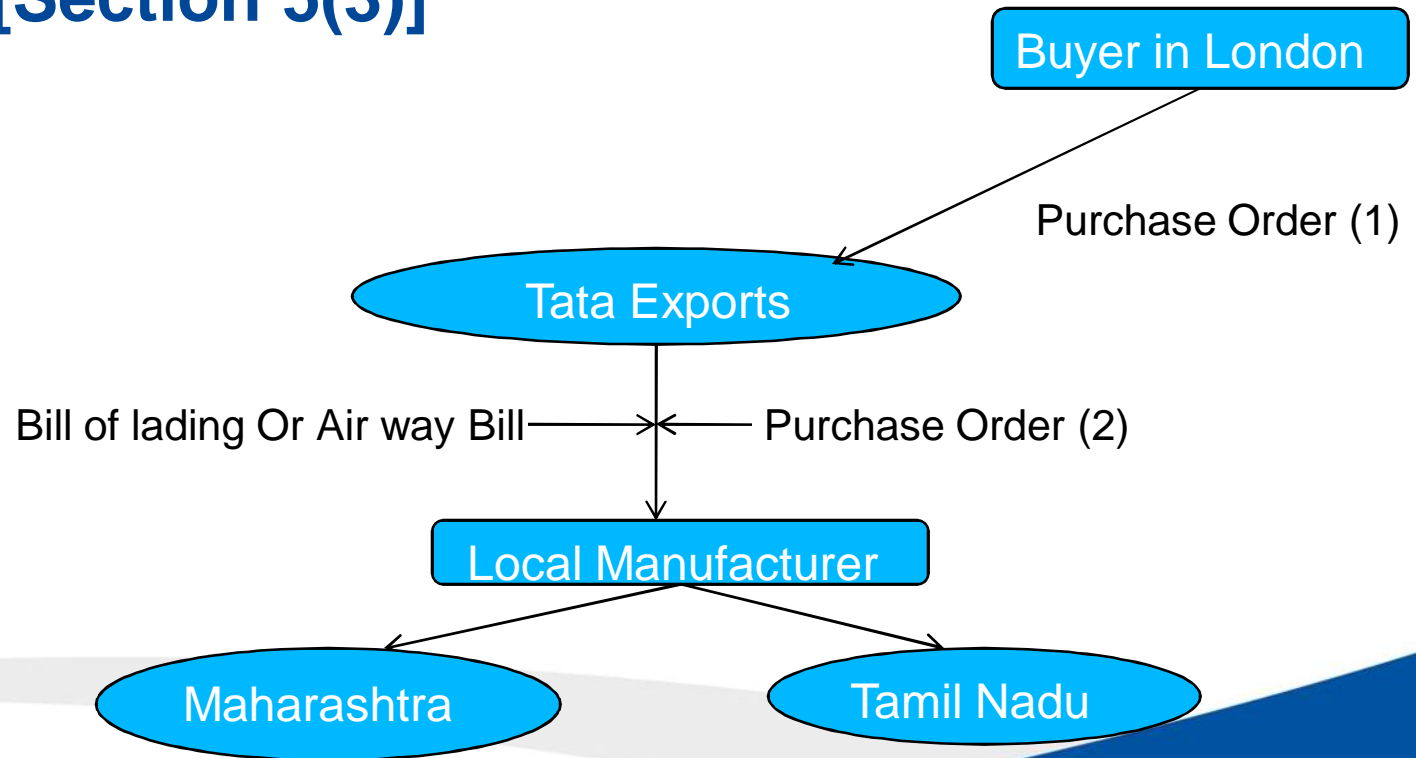 [Section 5(3)]
Buyer in London
Purchase Order (1)
Tata Exports
Bill of lading Or Air way Bill
Purchase Order (2)
Local Manufacturer
Maharashtra
Tamil Nadu